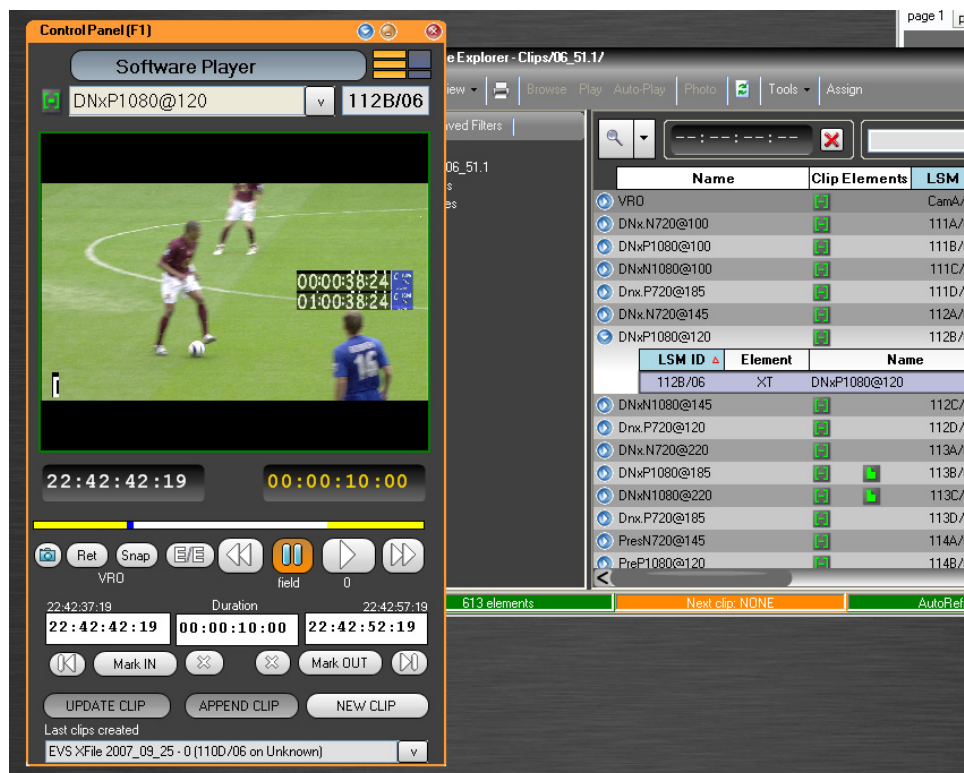 page 1 p
Control Panel (F1)
Software Player
DNxP1080@120 v 112B/06
00:00:38:24
01:00:38:24
16
22:42:42:19 00:00:10:00
Ret Snap E/E
VRO field 0
22:42:37:19 Duration 22:42:57:19
22:42:42:19 00:00:10:00 22:42:52:19
Mark IN Mark OUT
UPDATE CLIP APPEND CLIP NEW CLIP
Last clips created
EVS XFile 2007_09_25 - 0 (110D/06 on Unknown) v
e Explorer - Clips/06_51.1/
iew Browse Play Auto-Play Photo Tools Assign
aved Filters
06_51.1
s
es
--:--:--:--
Name Clip Elements LSM
VRO CamA/
DNx.N720@100 111A/
DNxP1080@100 111B/
DNxN1080@100 111C/
Dnx.P720@185 111D/
DNx.N720@145 112A/
DNxP1080@120 112B/
LSM ID Element Name
112B/06 XT DNxP1080@120
DNxN1080@145 112C/
Dnx.P720@120 112D/
DNx.N720@220 113A/
DNxP1080@185 113B/
DNxN1080@220 113C/
Dnx.P720@185 113D/
PresN720@145 114A/
PreP1080@120 114B/
613 elements Next clip: NONE AutoRef